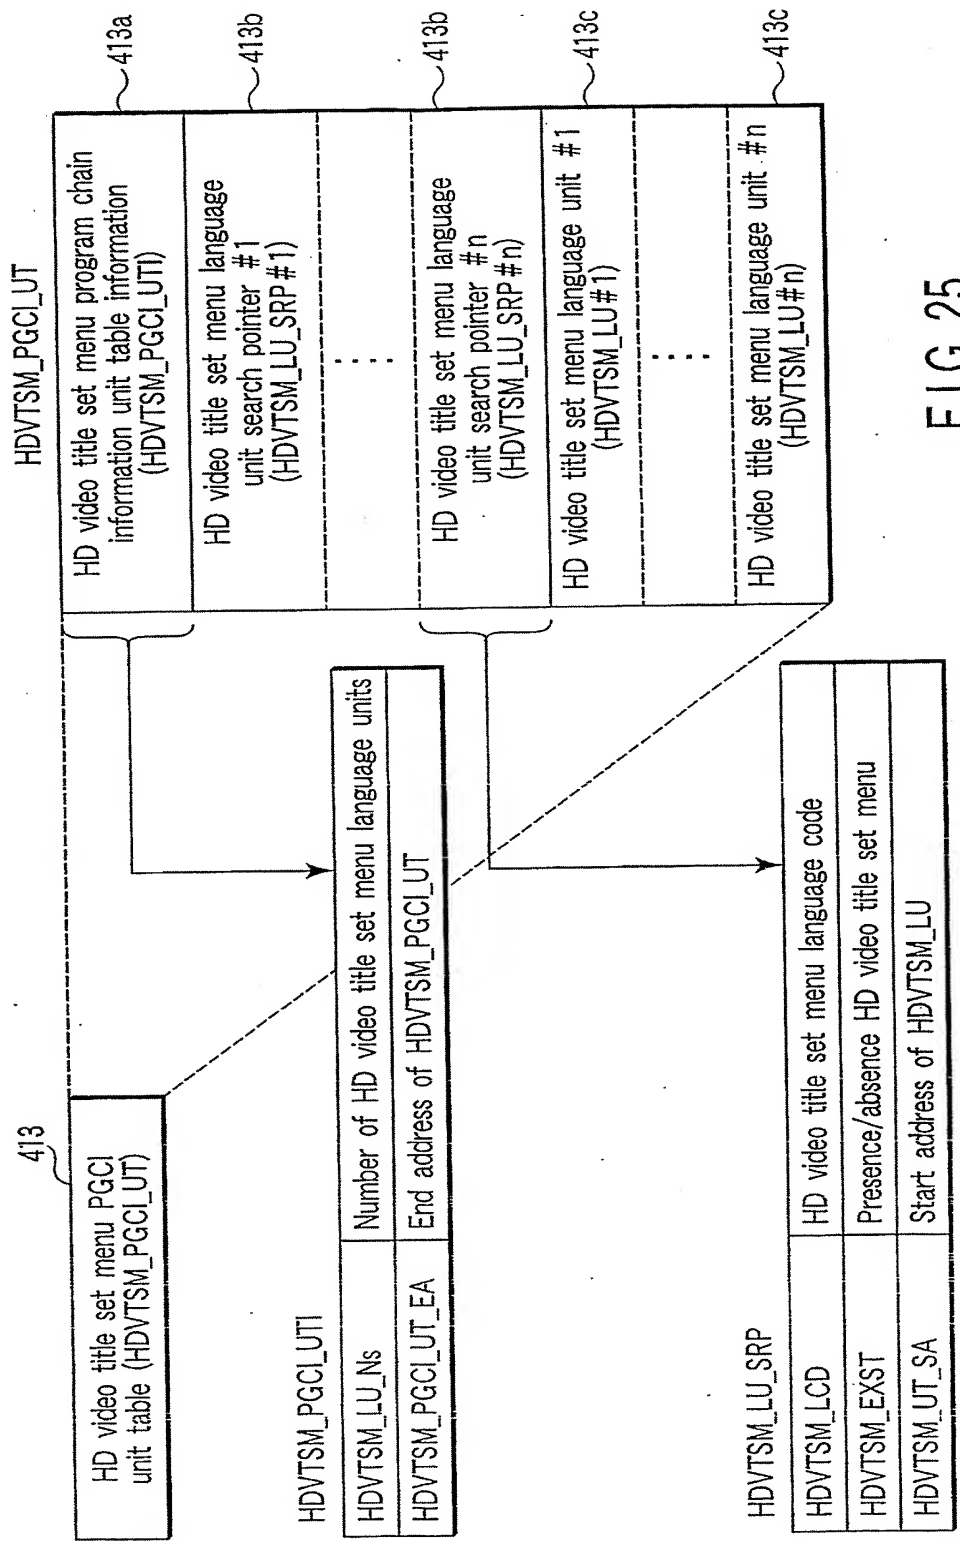 413
HD video title set menu PGCI
unit table (HDVTSM_PGCI_UT)
HDVTSM_PGCI_UT
HD video title set menu program chain
information unit table information
(HDVTSM_PGCI_UTI)
413a
HD video title set menu language
unit search pointer #1
(HDVTSM_LU_SRP#1)
413b
HD video title set menu language
unit search pointer #n
(HDVTSM_LU_SRP#n)
413b
HD video title set menu language unit #1
(HDVTSM_LU#1)
413c
HD video title set menu language unit #n
(HDVTSM_LU#n)
413c
HDVTSM_PGCI_UTI
HDVTSM_LU_Ns Number of HD video title set menu language units
HDVTSM_PGCI_UT_EA End address of HDVTSM_PGCI_UT
HDVTSM_LU_SRP
HDVTSM_LCD HD video title set menu language code
HDVTSM_EXST Presence/absence HD video title set menu
HDVTSM_UT_SA Start address of HDVTSM_LU
FIG. 25